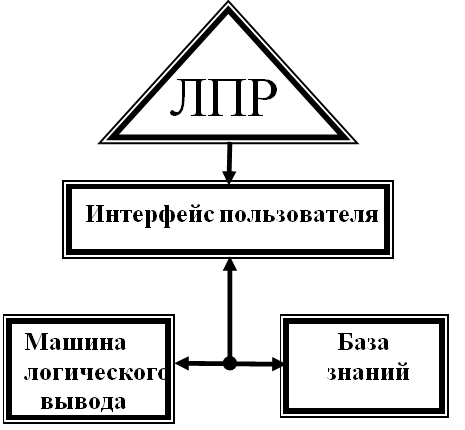 ЛПР
Интерфейс пользователя
Машина
логического
вывода
База
знаний